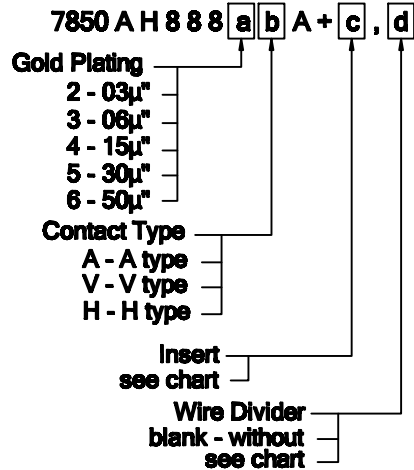 7850 A H 8 8 8 a b A + c , d
Gold Plating
2 - 03µ"
3 - 06µ"
4 - 15µ"
5 - 30µ"
6 - 50µ"
Contact Type
A - A type
V - V type
H - H type
Insert
see chart
Wire Divider
blank - without
see chart